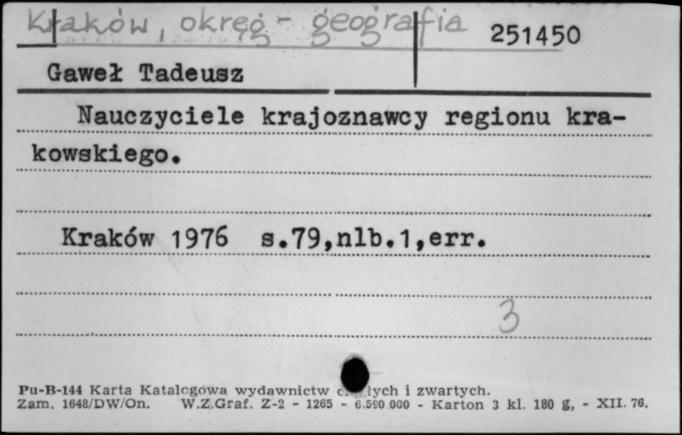 Kraków, okręg - geografia 251450
Gaweł Tadeusz
Nauczyciele krajoznawcy regionu kra-
kowskiego.
Kraków 1976 s.79,nlb.1,err.
3
Pu-B-144 Karta Katalogowa wydawnictw i zwartych.
Zam. 1648/DW/On. W.Z.Graf. Z-2 - 1265 - 6.590.000 - Karton 3 kl. 180 g, - XII. 76.